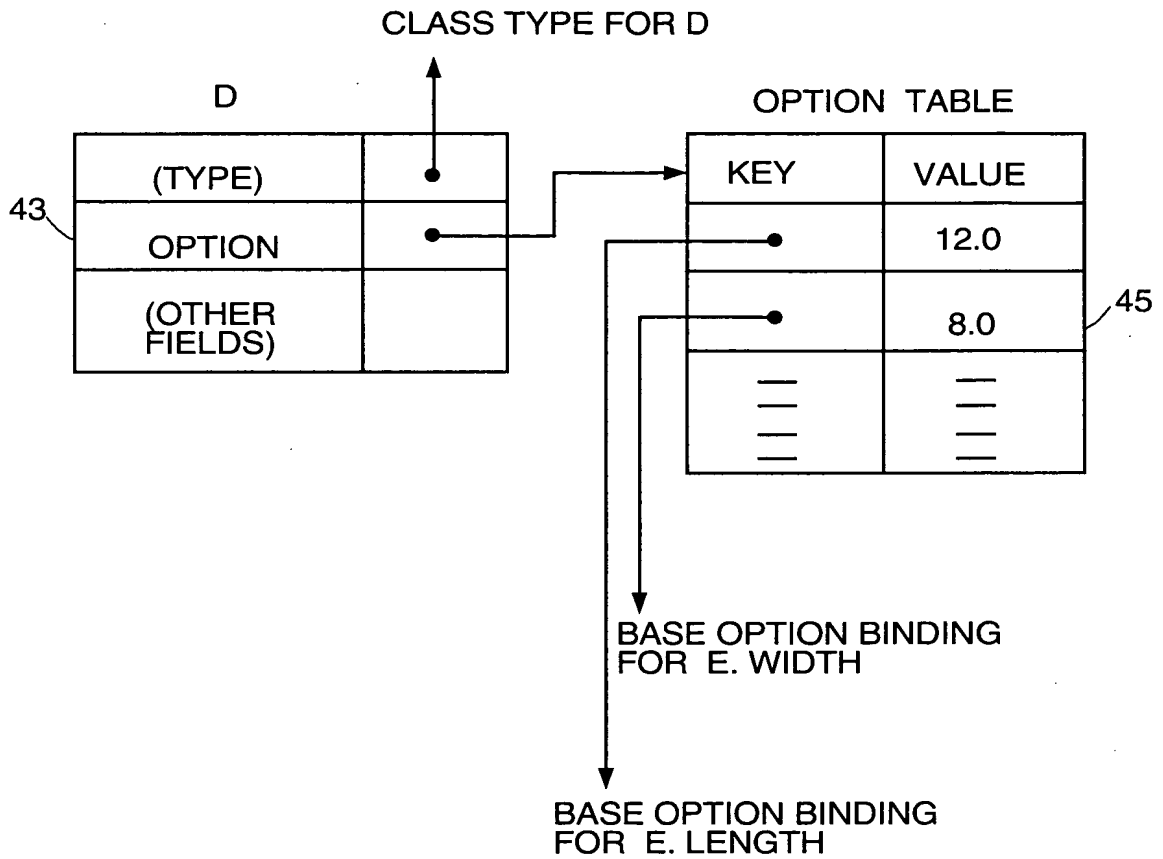 CLASS TYPE FOR D
D
OPTION TABLE
(TYPE)
KEY VALUE
43
OPTION
12.0
(OTHER
FIELDS)
8.0
45
BASE OPTION BINDING
FOR E. WIDTH
BASE OPTION BINDING
FOR E. LENGTH